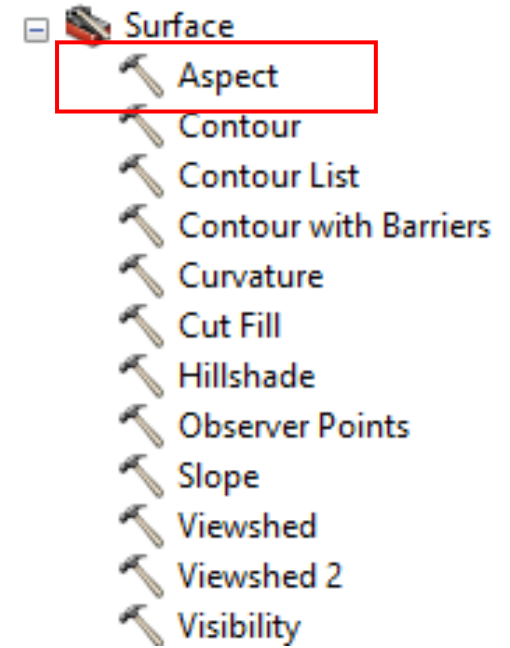 Surface
Aspect
Contour
Contour List
Contour with Barriers
Curvature
Cut Fill
Hillshade
Observer Points
Slope
Viewshed
Viewshed 2
Visibility